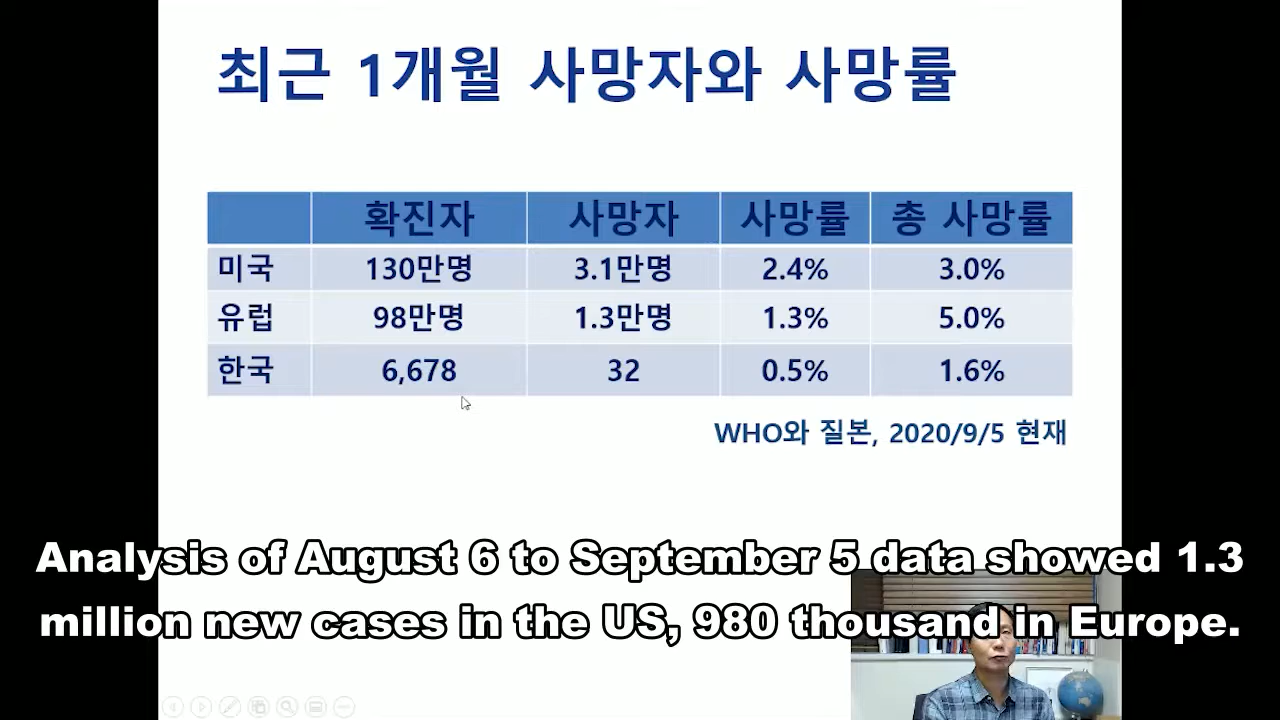 최근 1개월 사망자와 사망률
확진자 사망자 사망률 총 사망률
미국 130만명 3.1만명 2.4% 3.0%
유럽 98만명 1.3만명 1.3% 5.0%
한국 6,678 32 0.5% 1.6%
WHO와 질본, 2020/9/5 현재
Analysis of August 6 to September 5 data showed 1.3
million new cases in the US, 980 thousand in Europe.